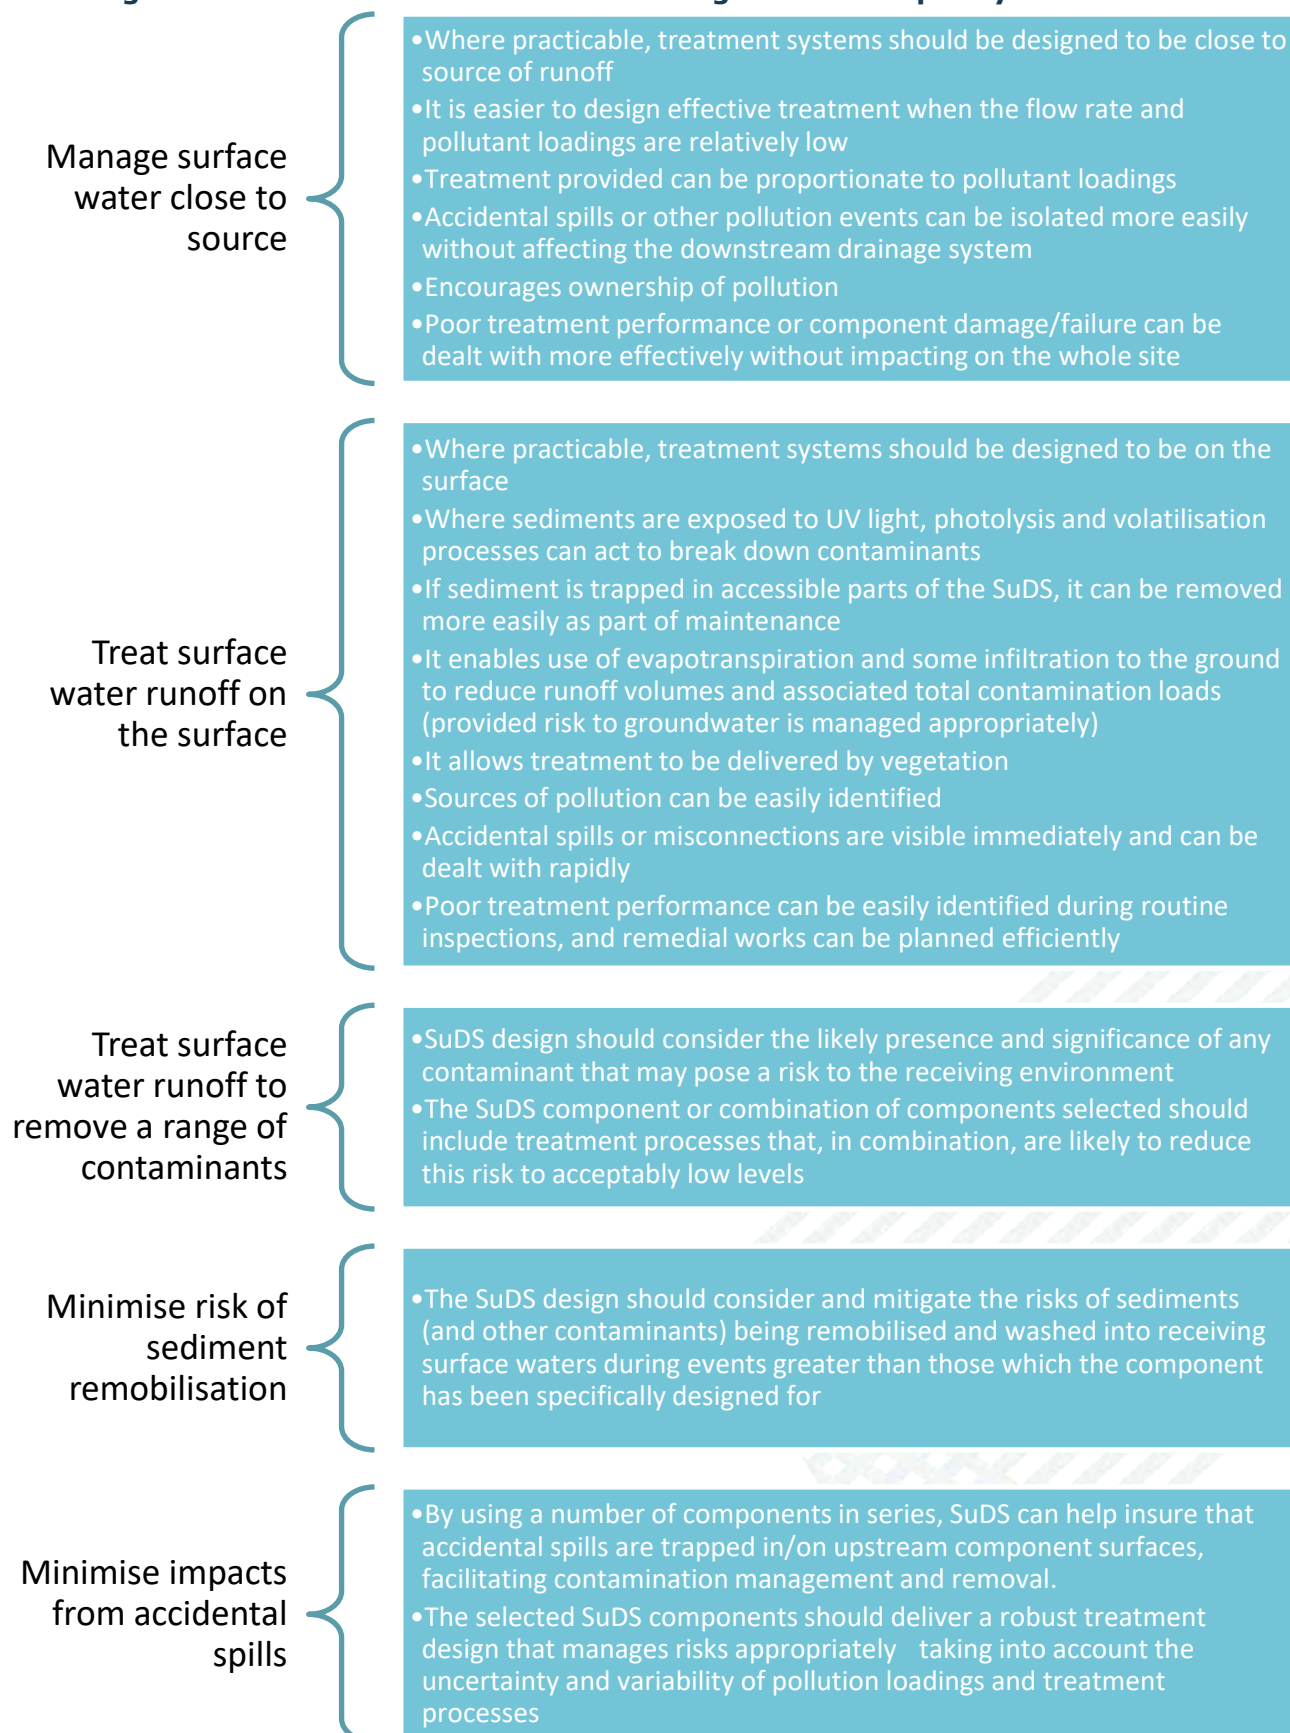 Manage surface
water close to
source
•Where practicable, treatment systems should be designed to be close to
source of runoff
•It is easier to design effective treatment when the flow rate and
pollutant loadings are relatively low
•Treatment provided can be proportionate to pollutant loadings
•Accidental spills or other pollution events can be isolated more easily
without affecting the downstream drainage system
•Encourages ownership of pollution
•Poor treatment performance or component damage/failure can be
dealt with more effectively without impacting on the whole site
Treat surface
water runoff on
the surface
•Where practicable, treatment systems should be designed to be on the
surface
•Where sediments are exposed to UV light, photolysis and volatilisation
processes can act to break down contaminants
•If sediment is trapped in accessible parts of the SuDS, it can be removed
more easily as part of maintenance
•It enables use of evapotranspiration and some infiltration to the ground
to reduce runoff volumes and associated total contamination loads
(provided risk to groundwater is managed appropriately)
•It allows treatment to be delivered by vegetation
•Sources of pollution can be easily identified
•Accidental spills or misconnections are visible immediately and can be
dealt with rapidly
•Poor treatment performance can be easily identified during routine
inspections, and remedial works can be planned efficiently
Treat surface
water runoff to
remove a range of
contaminants
•SuDS design should consider the likely presence and significance of any
contaminant that may pose a risk to the receiving environment
•The SuDS component or combination of components selected should
include treatment processes that, in combination, are likely to reduce
this risk to acceptably low levels
Minimise risk of
sediment
remobilisation
•The SuDS design should consider and mitigate the risks of sediments
(and other contaminants) being remobilised and washed into receiving
surface waters during events greater than those which the component
has been specifically designed for
Minimise impacts
from accidental
spills
•By using a number of components in series, SuDS can help insure that
accidental spills are trapped in/on upstream component surfaces,
facilitating contamination management and removal.
•The selected SuDS components should deliver a robust treatment
design that manages risks appropriately taking into account the
uncertainty and variability of pollution loadings and treatment
processes